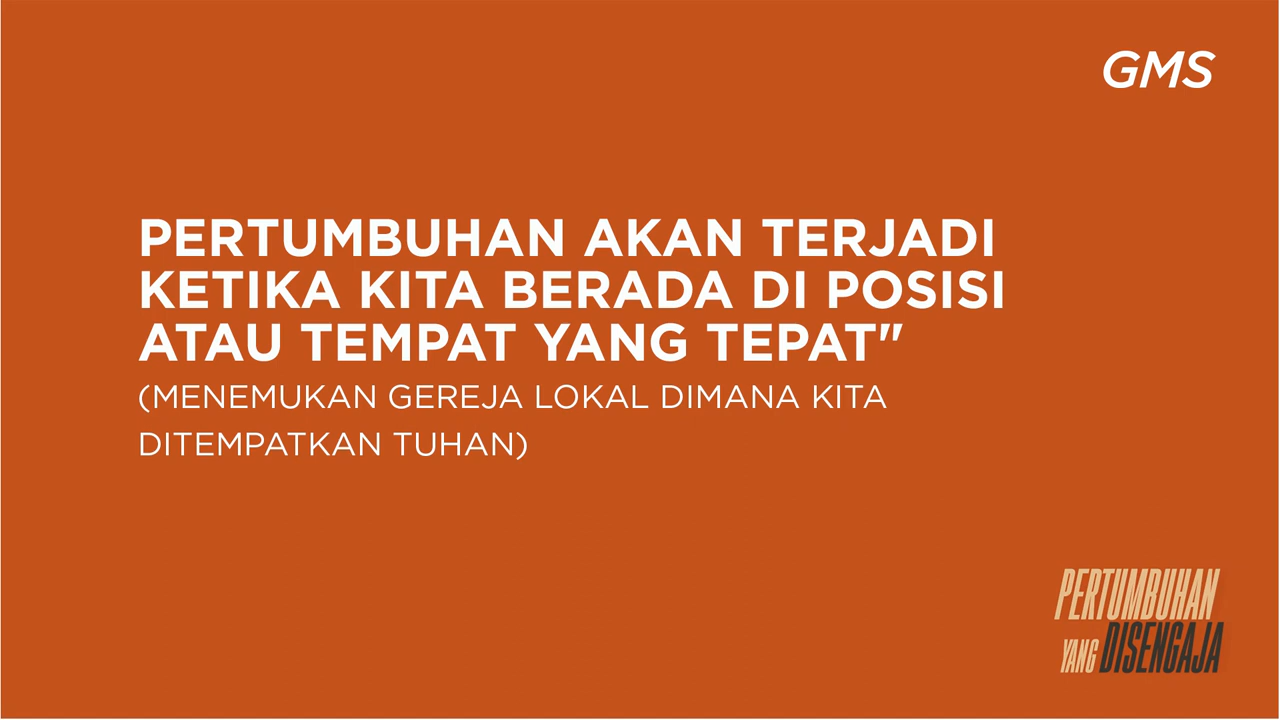 GMS
PERTUMBUHAN AKAN TERJADI
KETIKA KITA BERADA DI POSISI
ATAU TEMPAT YANG TEPAT"
(MENEMUKAN GEREJA LOKAL DIMANA KITA
DITEMPATKAN TUHAN)
PERTUMBUHAN
YANG DISENGAJA